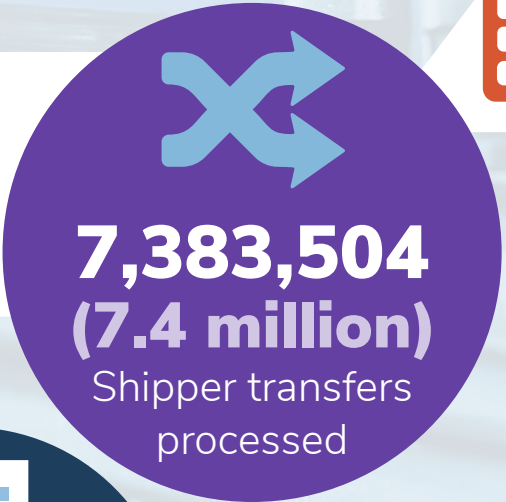 7,383,504
(7.4 million)
Shipper transfers
processed